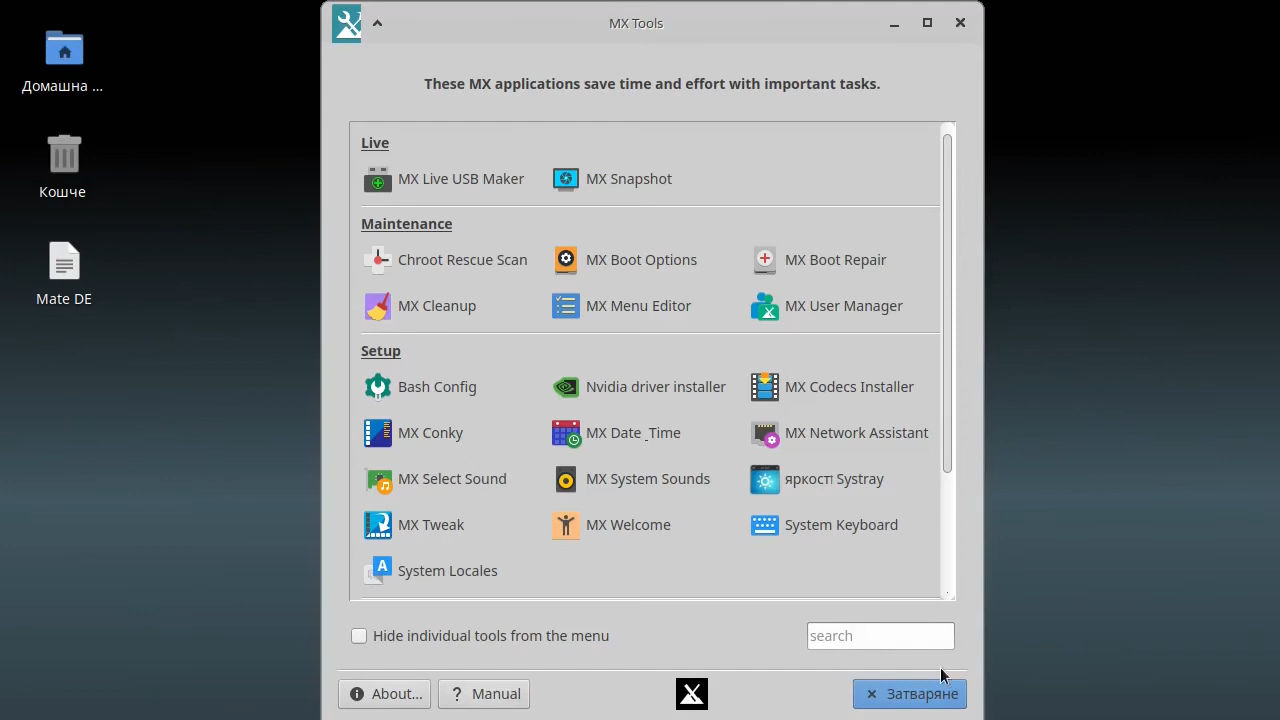 MX Tools
Домашна ...
Кошче
Mate DE
These MX applications save time and effort with important tasks.
Live
MX Live USB Maker
MX Snapshot
Maintenance
Chroot Rescue Scan
MX Boot Options
MX Boot Repair
MX Cleanup
MX Menu Editor
MX User Manager
Setup
Bash Config
Nvidia driver installer
MX Codecs Installer
MX Conky
MX Date _Time
MX Network Assistant
MX Select Sound
MX System Sounds
яркост Systray
MX Tweak
MX Welcome
System Keyboard
System Locales
Hide individual tools from the menu
search
About...
? Manual
Затваряне